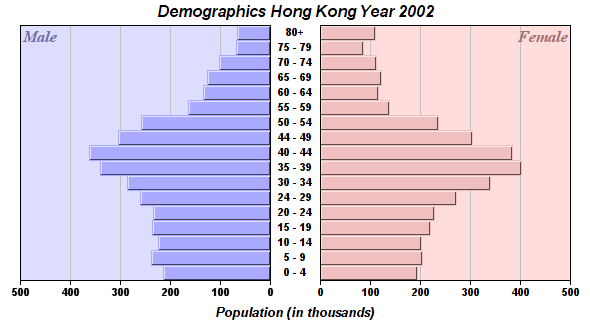 Demographics Hong Kong Year 2002
Male
Female
80+
75 - 79
70 - 74
65 - 69
60 - 64
55 - 59
50 - 54
44 - 49
40 - 44
35 - 39
30 - 34
24 - 29
20 - 24
15 - 19
10 - 14
5 - 9
0 - 4
500 400 300 200 100 0 0 100 200 300 400 500
Population (in thousands)